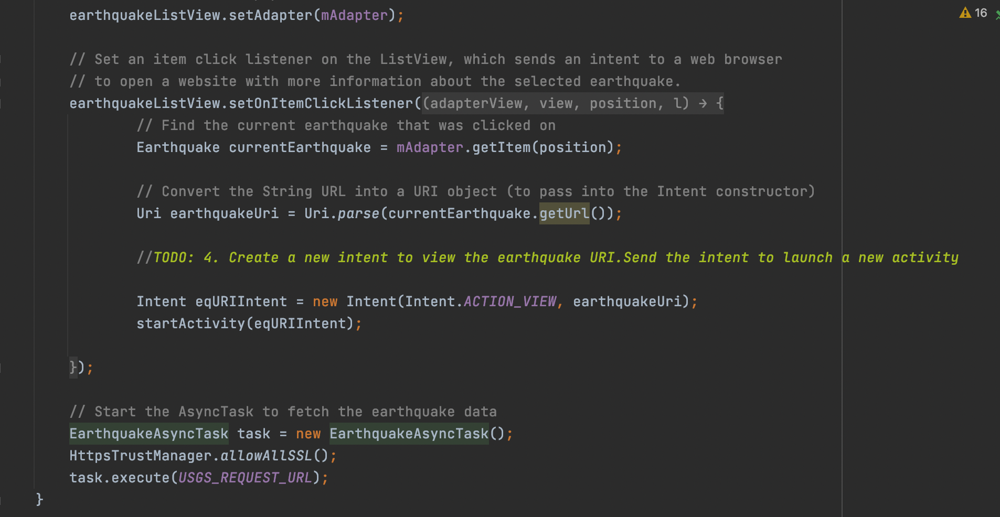 earthquakeListView.setAdapter(mAdapter);
16
// Set an item click listener on the ListView, which sends an intent to a web browser
// to open a website with more information about the selected earthquake.
earthquakeListView.setOnItemClickListener((adapterView, view, position, l) → {
// Find the current earthquake that was clicked on
Earthquake currentEarthquake = mAdapter.getItem(position);
// Convert the String URL into a URI object (to pass into the Intent constructor)
Uri earthquakeUri = Uri.parse(currentEarthquake.getUrl());
//TODO: 4. Create a new intent to view the earthquake URI.Send the intent to launch a new activity
Intent eqURIIntent = new Intent(Intent.ACTION_VIEW, earthquakeUri);
startActivity(eqURIIntent);
});
// Start the AsyncTask to fetch the earthquake data
EarthquakeAsyncTask task = new EarthquakeAsyncTask();
HttpsTrustManager.allowAllSSL();
task.execute(USGS_REQUEST_URL);
}